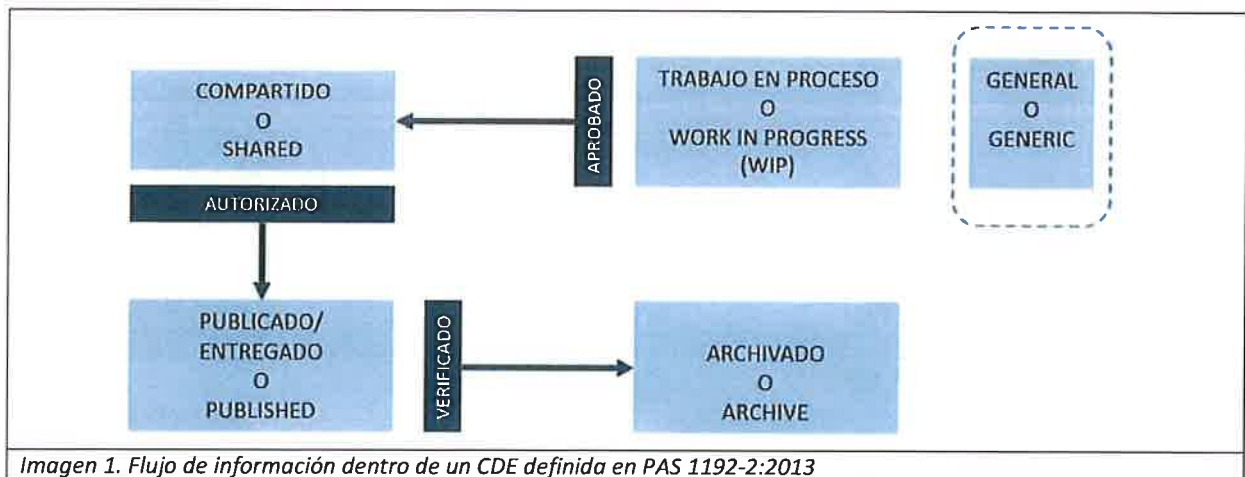 COMPARTIDO
O
SHARED
APROBADO
TRABAJO EN PROCESO
O
WORK IN PROGRESS
(WIP)
GENERAL
O
GENERIC
AUTORIZADO
PUBLICADO/
ENTREGADO
O
PUBLISHED
VERIFICADO
ARCHIVADO
O
ARCHIVE
Imagen 1. Flujo de información dentro de un CDE definida en PAS 1192-2:2013